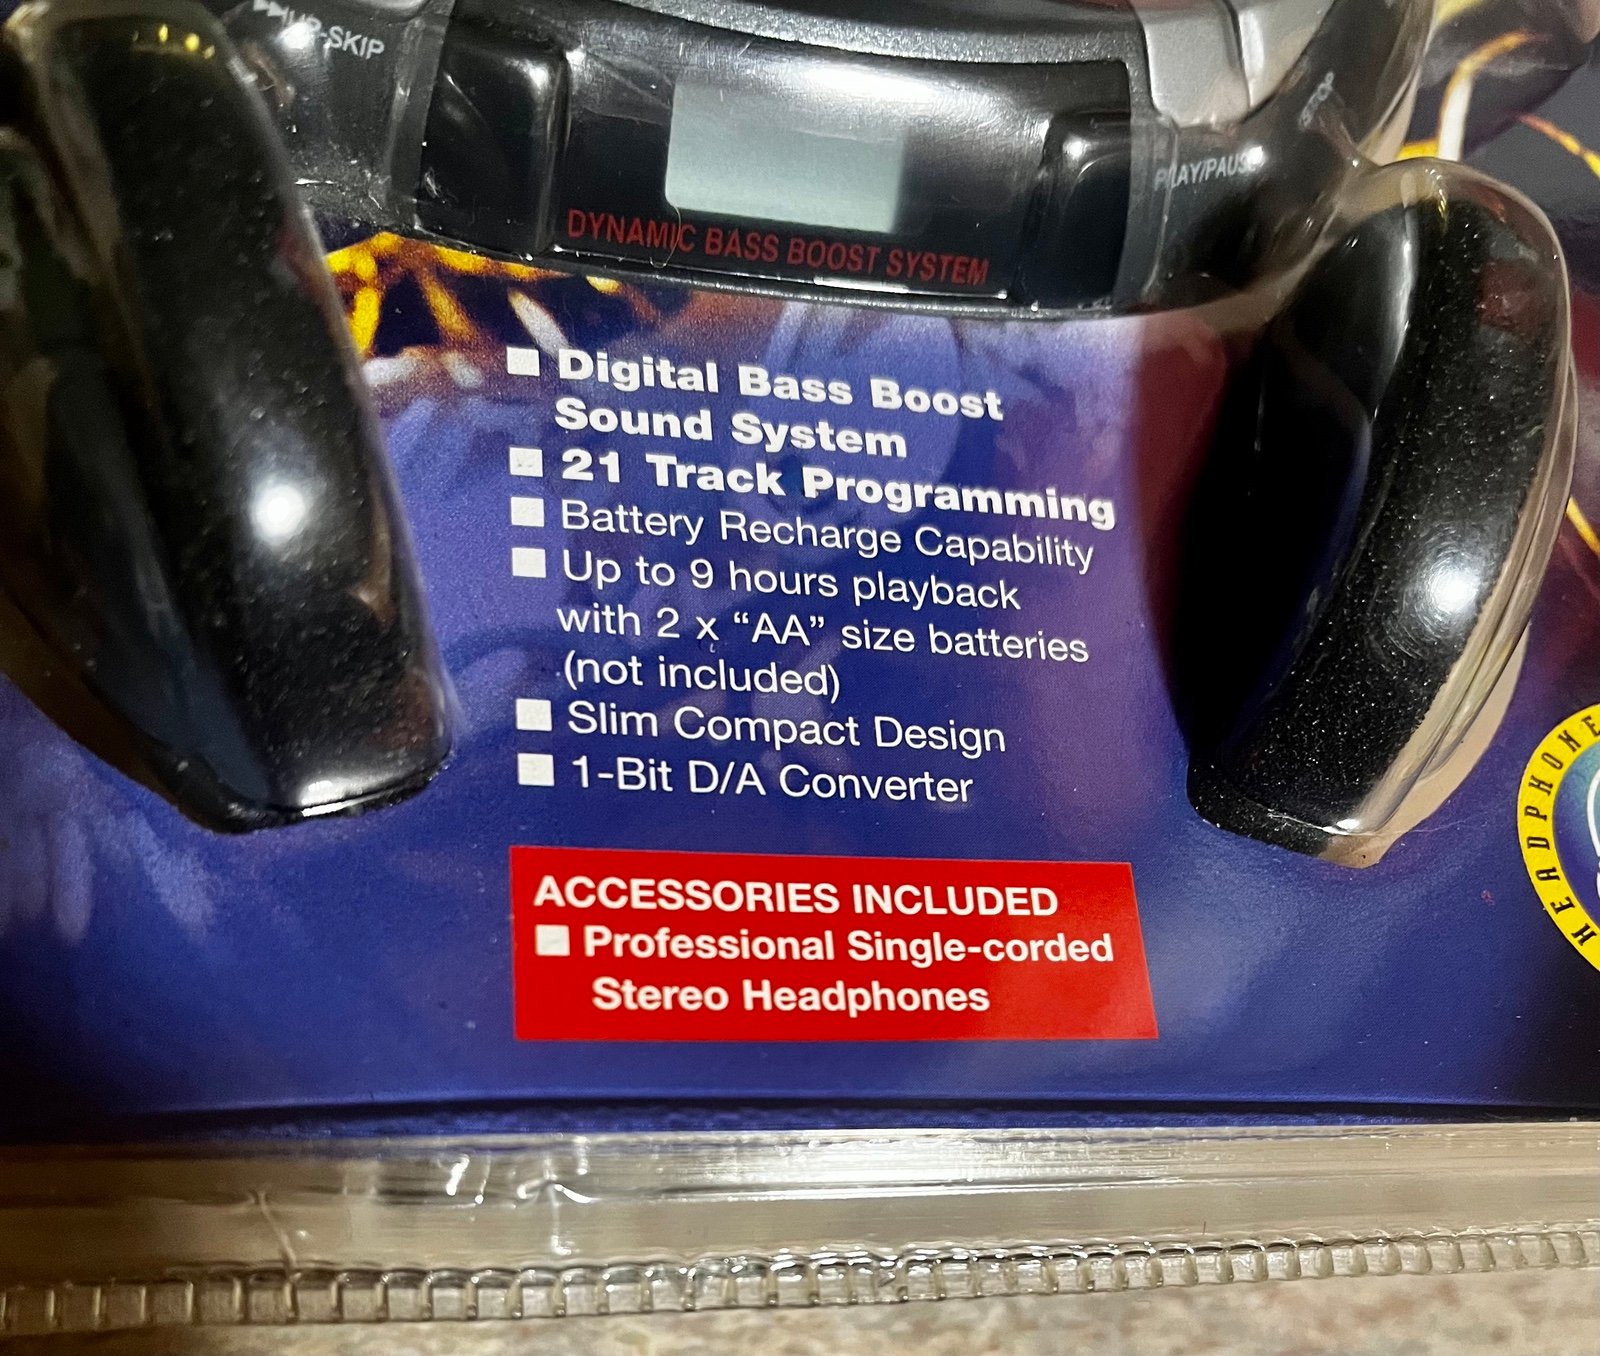 UP-SKIP
STOP
PLAY/PAUSE
DYNAMIC BASS BOOST SYSTEM
■ Digital Bass Boost
Sound System
■ 21 Track Programming
■ Battery Recharge Capability
■ Up to 9 hours playback
with 2 x “AA” size batteries
(not included)
■ Slim Compact Design
■ 1-Bit D/A Converter
ACCESSORIES INCLUDED
■ Professional Single-corded
Stereo Headphones
HEADPHONE